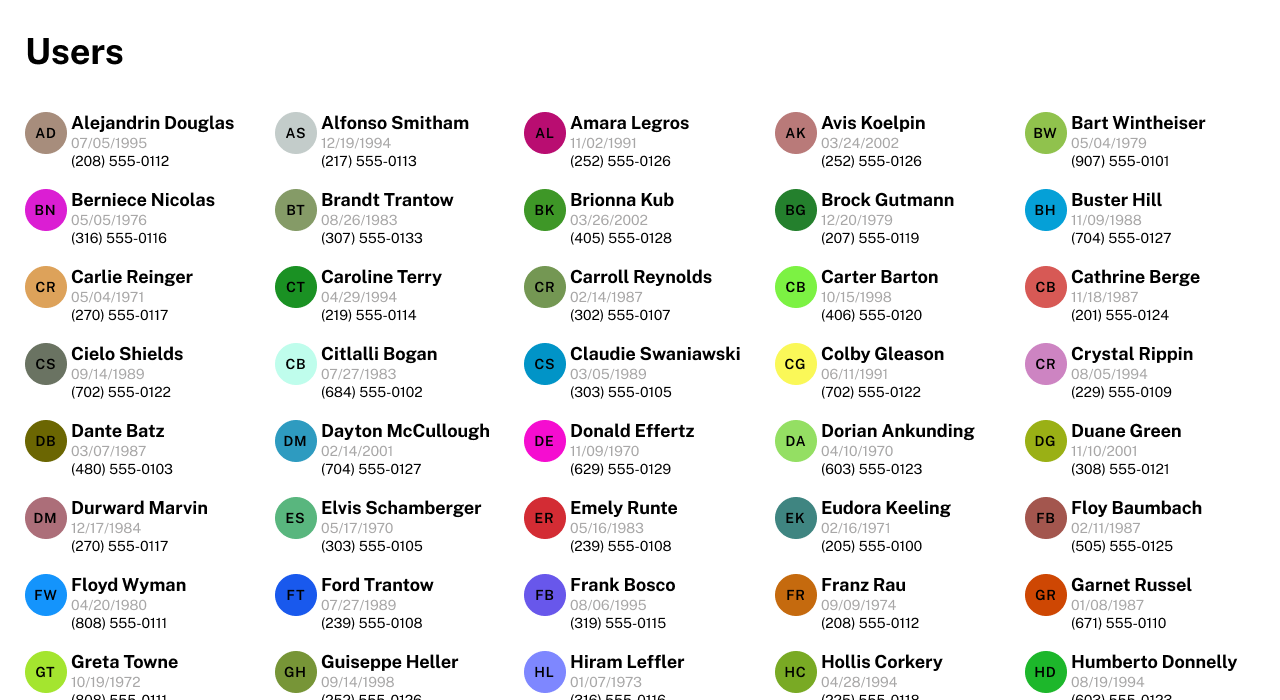 Users
AD Alejandrin Douglas
07/05/1995
(208) 555-0112
AS Alfonso Smitham
12/19/1994
(217) 555-0113
AL Amara Legros
11/02/1991
(252) 555-0126
AK Avis Koelpin
03/24/2002
(252) 555-0126
BW Bart Wintheiser
05/04/1979
(907) 555-0101
BN Berniece Nicolas
05/05/1976
(316) 555-0116
BT Brandt Trantow
08/26/1983
(307) 555-0133
BK Brionna Kub
03/26/2002
(405) 555-0128
BG Brock Gutmann
12/20/1979
(207) 555-0119
BH Buster Hill
11/09/1988
(704) 555-0127
CR Carlie Reinger
05/04/1971
(270) 555-0117
CT Caroline Terry
04/29/1994
(219) 555-0114
CR Carroll Reynolds
02/14/1987
(302) 555-0107
CB Carter Barton
10/15/1998
(406) 555-0120
CB Cathrine Berge
11/18/1987
(201) 555-0124
CS Cielo Shields
09/14/1989
(702) 555-0122
CB Citlalli Bogan
07/27/1983
(684) 555-0102
CS Claudie Swaniawski
03/05/1989
(303) 555-0105
CG Colby Gleason
06/11/1991
(702) 555-0122
CR Crystal Rippin
08/05/1994
(229) 555-0109
DB Dante Batz
03/07/1987
(480) 555-0103
DM Dayton McCullough
02/14/2001
(704) 555-0127
DE Donald Effertz
11/09/1970
(629) 555-0129
DA Dorian Ankunding
04/10/1970
(603) 555-0123
DG Duane Green
11/10/2001
(308) 555-0121
DM Durward Marvin
12/17/1984
(270) 555-0117
ES Elvis Schamberger
05/17/1970
(303) 555-0105
ER Emely Runte
05/16/1983
(239) 555-0108
EK Eudora Keeling
02/16/1971
(205) 555-0100
FB Floy Baumbach
02/11/1987
(505) 555-0125
FW Floyd Wyman
04/20/1980
(808) 555-0111
FT Ford Trantow
07/27/1989
(239) 555-0108
FB Frank Bosco
08/06/1995
(319) 555-0115
FR Franz Rau
09/09/1974
(208) 555-0112
GR Garnet Russel
01/08/1987
(671) 555-0110
GT Greta Towne
10/19/1972
(808) 555-0111
GH Guiseppe Heller
09/14/1998
(252) 555-0126
HL Hiram Leffler
01/07/1973
(316) 555-0116
HC Hollis Corkery
04/28/1994
(225) 555-0118
HD Humberto Donnelly
08/19/1994
(603) 555-0123